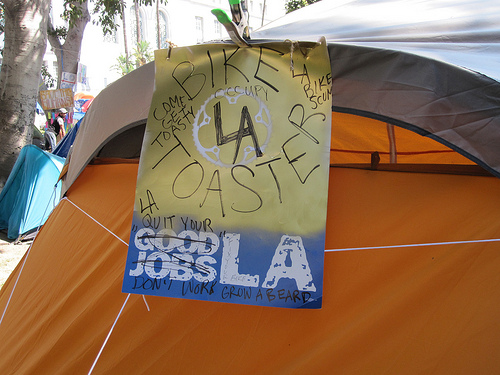 BIKE
OCCUPY
LA
TOASTER
COME
GET
TOASTY
LA
BIKE
SCUM
LA
QUIT YOUR
"GOOD"
JOBS LA
DON'T WORK GROW A BEARD